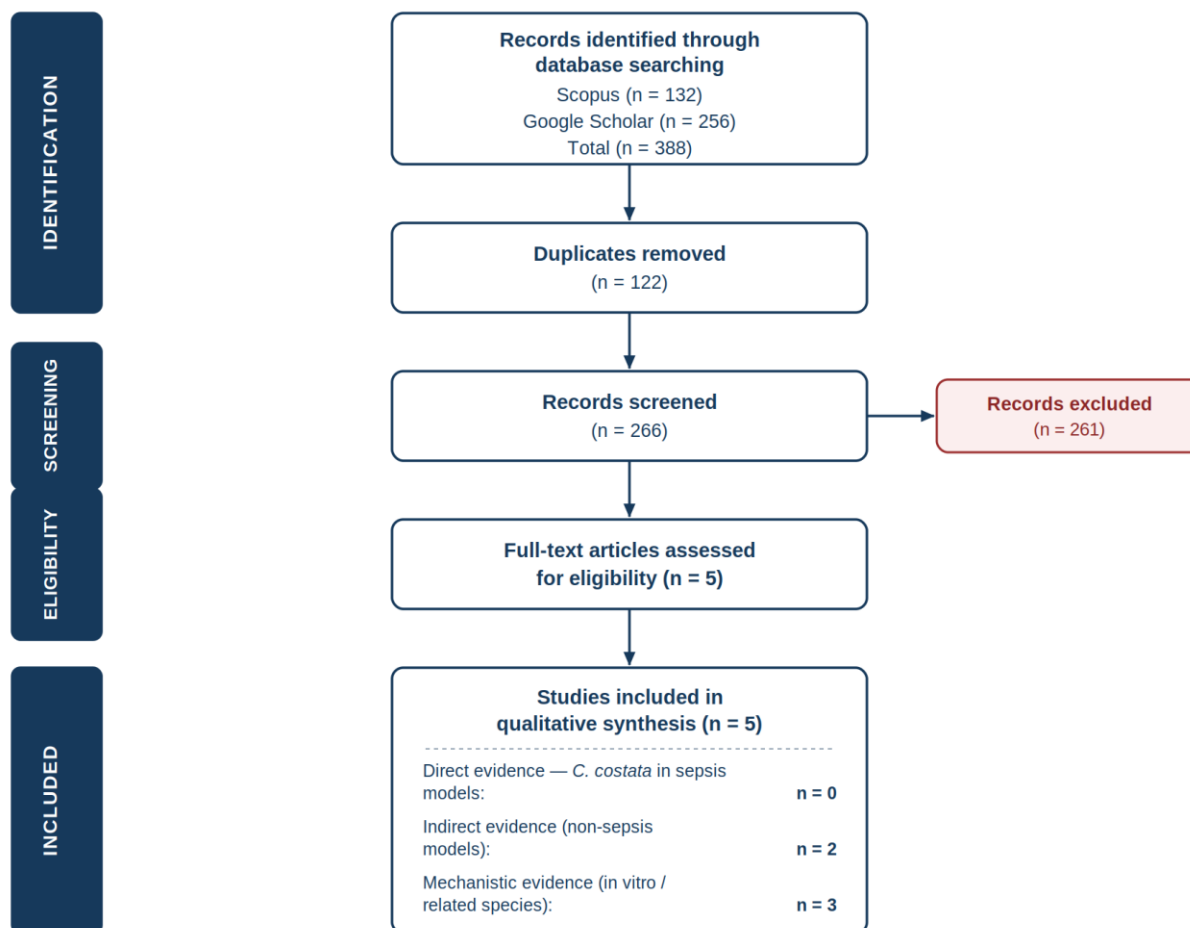 IDENTIFICATION
Records identified through
database searching
Scopus (n = 132)
Google Scholar (n = 256)
Total (n = 388)
Duplicates removed
(n = 122)
SCREENING
Records screened
(n = 266)
Records excluded
(n = 261)
ELIGIBILITY
Full-text articles assessed
for eligibility (n = 5)
INCLUDED
Studies included in
qualitative synthesis (n = 5)
Direct evidence — C. costata in sepsis
models: n = 0
Indirect evidence (non-sepsis
models): n = 2
Mechanistic evidence (in vitro /
related species): n = 3